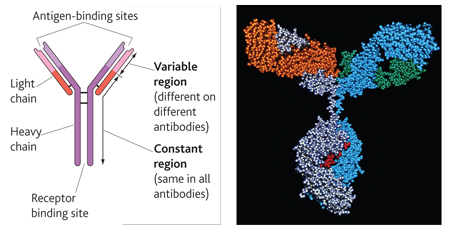 Antigen-binding sites
Light
chain
Heavy
chain
Receptor
binding site
Variable
region
(different on
different
antibodies)
Constant
region
(same in all
antibodies)